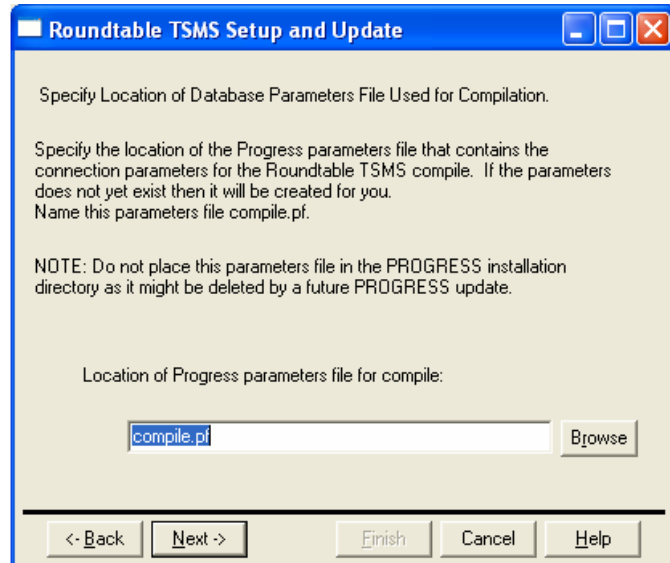 Roundtable TSMS Setup and Update
Specify Location of Database Parameters File Used for Compilation.
Specify the location of the Progress parameters file that contains the
connection parameters for the Roundtable TSMS compile. If the parameters
does not yet exist then it will be created for you.
Name this parameters file compile.pf.
NOTE: Do not place this parameters file in the PROGRESS installation
directory as it might be deleted by a future PROGRESS update.
Location of Progress parameters file for compile:
compile.pf
Browse
<- Back
Next ->
Finish
Cancel
Help